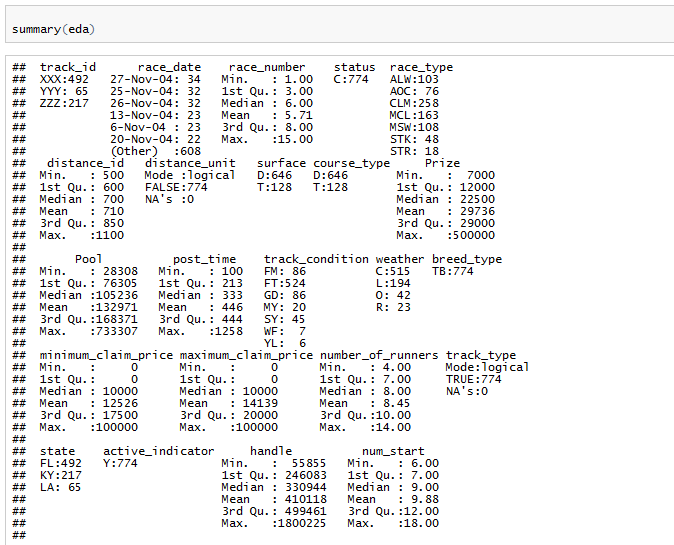 summary(eda)
##  track_id      race_date    race_number    status  race_type
##  XXX:492   27-Nov-04: 34   Min.   : 1.00   C:774   ALW:103
##  YYY: 65   25-Nov-04: 32   1st Qu.: 3.00           AOC: 76
##  ZZZ:217   26-Nov-04: 32   Median : 6.00           CLM:258
##            13-Nov-04: 23   Mean   : 5.71           MCL:163
##            6-Nov-04 : 23   3rd Qu.: 8.00           MSW:108
##            20-Nov-04: 22   Max.   :15.00           STK: 48
##            (Other)  :608                           STR: 18
##   distance_id   distance_unit   surface course_type     Prize
##  Min.   : 500   Mode :logical   D:646   D:646      Min.   :  7000
##  1st Qu.: 600   FALSE:774       T:128   T:128      1st Qu.: 12000
##  Median : 700   NA's :0                            Median : 22500
##  Mean   : 710                                      Mean   : 29736
##  3rd Qu.: 850                                      3rd Qu.: 29000
##  Max.   :1100                                      Max.   :500000
##
##       Pool          post_time    track_condition weather breed_type
##  Min.   : 28308   Min.   : 100   FM: 86          C:515   TB:774
##  1st Qu.: 76305   1st Qu.: 213   FT:524          L:194
##  Median :105236   Median : 333   GD: 86          O: 42
##  Mean   :132971   Mean   : 446   MY: 20          R: 23
##  3rd Qu.:168371   3rd Qu.: 444   SY: 45
##  Max.   :733307   Max.   :1258   WF:  7
##                                  YL:  6
##  minimum_claim_price maximum_claim_price number_of_runners track_type
##  Min.   :     0      Min.   :     0      Min.   : 4.00     Mode:logical
##  1st Qu.:     0      1st Qu.:     0      1st Qu.: 7.00     TRUE:774
##  Median : 10000      Median : 10000      Median : 8.00     NA's:0
##  Mean   : 12526      Mean   : 14139      Mean   : 8.45
##  3rd Qu.: 17500      3rd Qu.: 20000      3rd Qu.:10.00
##  Max.   :100000      Max.   :100000      Max.   :14.00
##
##  state    active_indicator     handle          num_start
##  FL:492   Y:774            Min.   :  55855   Min.   : 6.00
##  KY:217                    1st Qu.: 246083   1st Qu.: 7.00
##  LA: 65                    Median : 330944   Median : 9.00
##                            Mean   : 410118   Mean   : 9.88
##                            3rd Qu.: 499461   3rd Qu.:12.00
##                            Max.   :1800225   Max.   :18.00
##